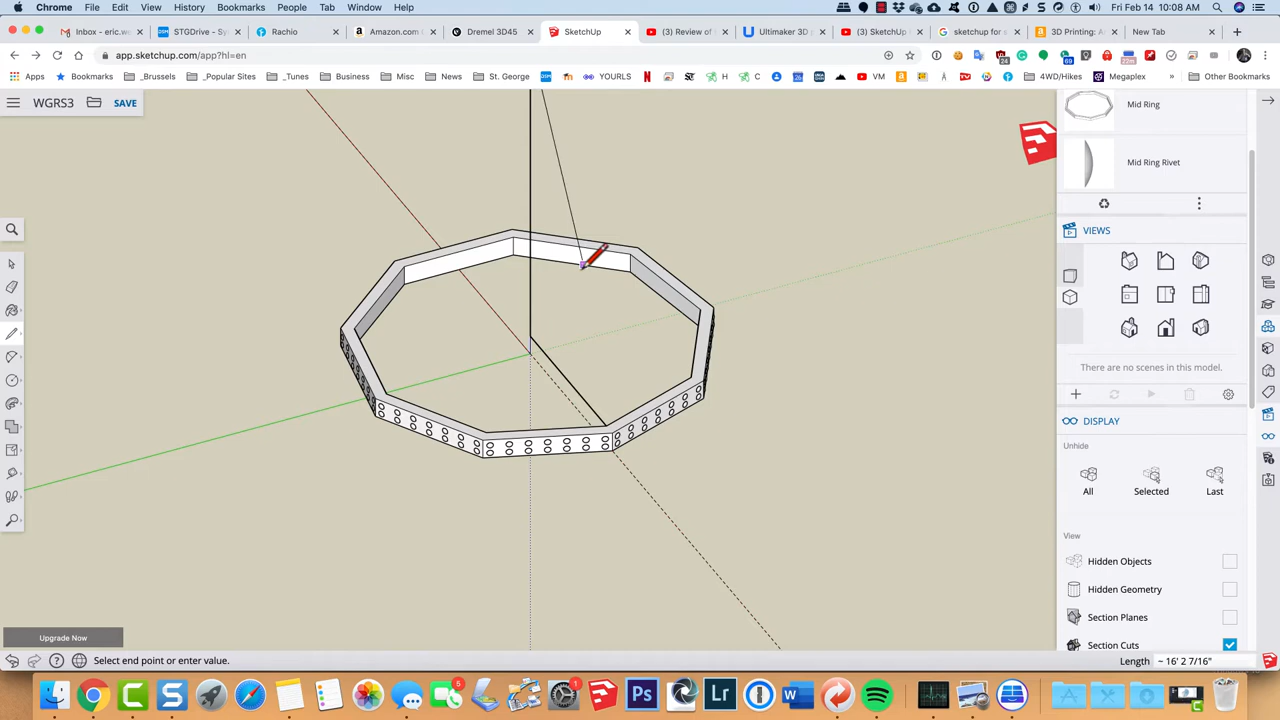 Chrome File Edit View History Bookmarks People Tab Window Help
Fri Feb 14 10:08 AM
Inbox - eric.w
STGDrive - Sy
Rachio
Amazon.com
Dremel 3D45
SketchUp
(3) Review of
Ultimaker 3D
(3) SketchUp
sketchup for s
3D Printing: A
New Tab
app.sketchup.com/app?hl=en
Apps Bookmarks _Brussels _Popular Sites _Tunes Business Misc News St. George YOURLS H C VM 4WD/Hikes Megaplex Other Bookmarks
WGRS3 SAVE
Mid Ring
Mid Ring Rivet
VIEWS
There are no scenes in this model.
DISPLAY
Unhide
All Selected Last
View
Hidden Objects
Hidden Geometry
Section Planes
Section Cuts
Upgrade Now
Select end point or enter value.
Length ~ 16' 2 7/16"